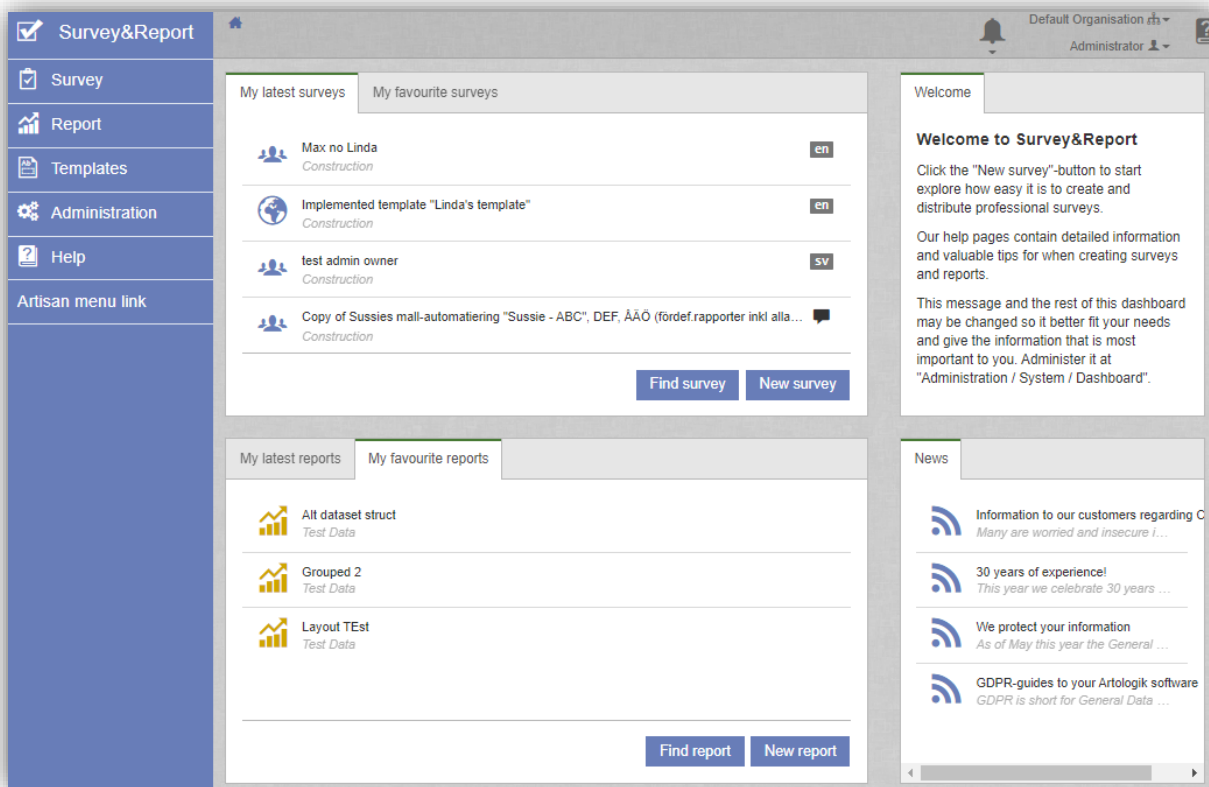 Survey&Report
Survey
Report
Templates
Administration
Help
Artisan menu link
Default Organisation
Administrator
My latest surveys
My favourite surveys
Max no Linda
Construction
en
Implemented template "Linda's template"
Construction
en
test admin owner
Construction
sv
Copy of Sussies mall-automatiering "Sussie - ABC", DEF, ÅÄÖ (fördef.rapporter inkl alla...
Construction
Find survey
New survey
Welcome
Welcome to Survey&Report
Click the "New survey"-button to start
explore how easy it is to create and
distribute professional surveys.
Our help pages contain detailed information
and valuable tips for when creating surveys
and reports.
This message and the rest of this dashboard
may be changed so it better fit your needs
and give the information that is most
important to you. Administer it at
"Administration / System / Dashboard".
My latest reports
My favourite reports
Alt dataset struct
Test Data
Grouped 2
Test Data
Layout TEst
Test Data
Find report
New report
News
Information to our customers regarding C
Many are worried and insecure i...
30 years of experience!
This year we celebrate 30 years ...
We protect your information
As of May this year the General ...
GDPR-guides to your Artologik software
GDPR is short for General Data ...